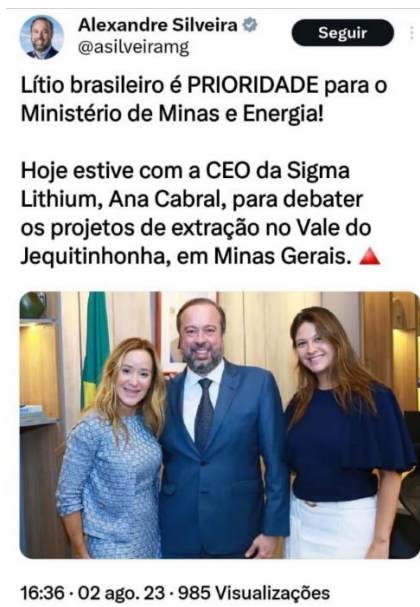 Alexandre Silveira
@asilveiramg
Seguir
Lítio brasileiro é PRIORIDADE para o
Ministério de Minas e Energia!
Hoje estive com a CEO da Sigma
Lithium, Ana Cabral, para debater
os projetos de extração no Vale do
Jequitinhonha, em Minas Gerais. 🔺
16:36 · 02 ago. 23 · 985 Visualizações